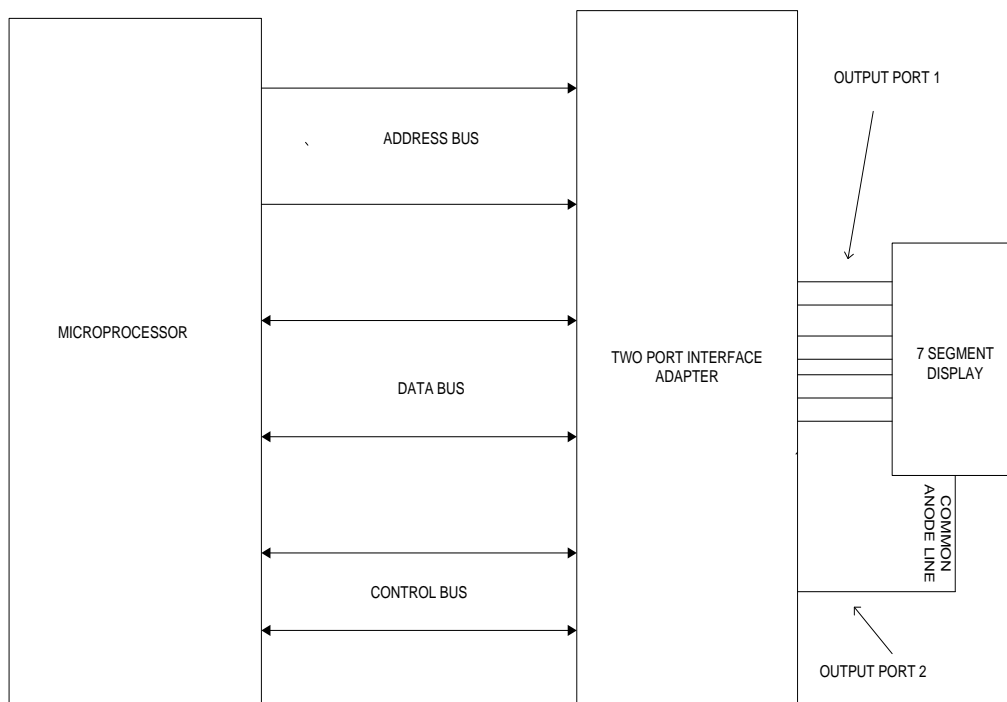 OUTPUT PORT 1
ADDRESS BUS
MICROPROCESSOR
TWO PORT INTERFACE
ADAPTER
7 SEGMENT
DISPLAY
DATA BUS
COMMON
ANODE LINE
CONTROL BUS
OUTPUT PORT 2